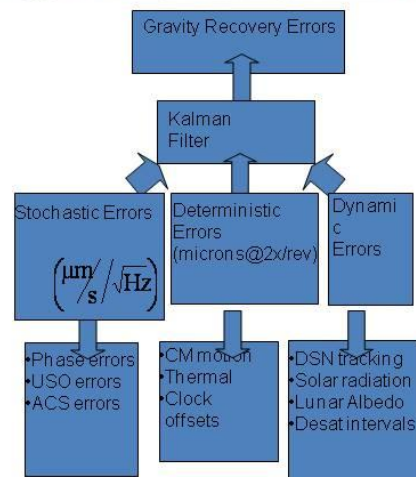 Gravity Recovery Errors
Kalman
Filter
Stochastic Errors
(μm/s/√Hz)
Deterministic
Errors
(microns@2x/rev)
Dynami
c
Errors
•Phase errors
•USO errors
•ACS errors
•CM motion
•Thermal
•Clock
offsets
•DSN tracking
•Solar radiation
•Lunar Albedo
•Desat intervals